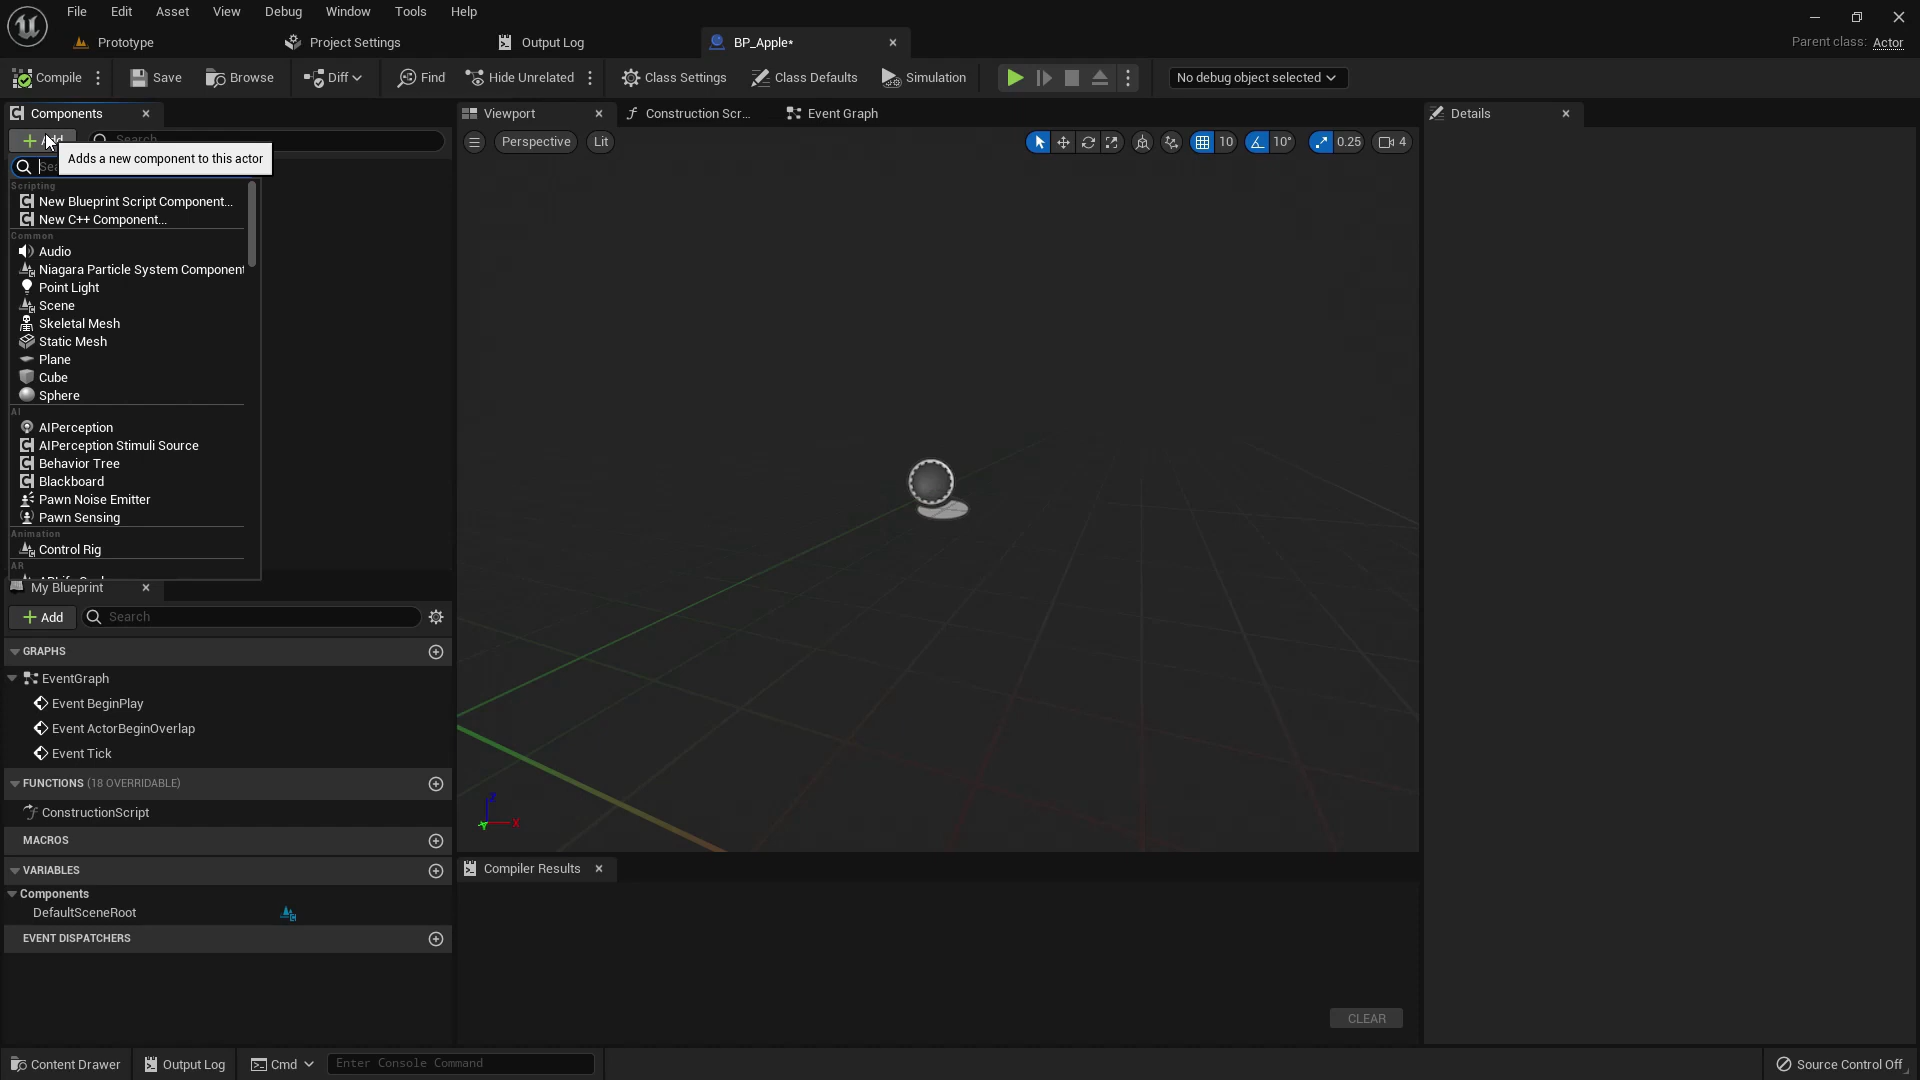 File Edit Asset View Debug Window Tools Help
Prototype Project Settings Output Log BP_Apple* Parent class: Actor
Compile Save Browse Diff Find Hide Unrelated Class Settings Class Defaults Simulation No debug object selected
Components Viewport Construction Scr... Event Graph Details
Search
Perspective Lit 10 10° 0.25 4
Adds a new component to this actor
Scripting
New Blueprint Script Component...
New C++ Component...
Common
Audio
Niagara Particle System Component
Point Light
Scene
Skeletal Mesh
Static Mesh
Plane
Cube
Sphere
AI
AIPerception
AIPerception Stimuli Source
Behavior Tree
Blackboard
Pawn Noise Emitter
Pawn Sensing
Animation
Control Rig
AR
My Blueprint
Add Search
GRAPHS
EventGraph
Event BeginPlay
Event ActorBeginOverlap
Event Tick
FUNCTIONS (18 OVERRIDABLE)
ConstructionScript
MACROS
VARIABLES
Components
DefaultSceneRoot
EVENT DISPATCHERS
Z
X
Y
Compiler Results
CLEAR
Content Drawer Output Log Cmd Enter Console Command Source Control Off